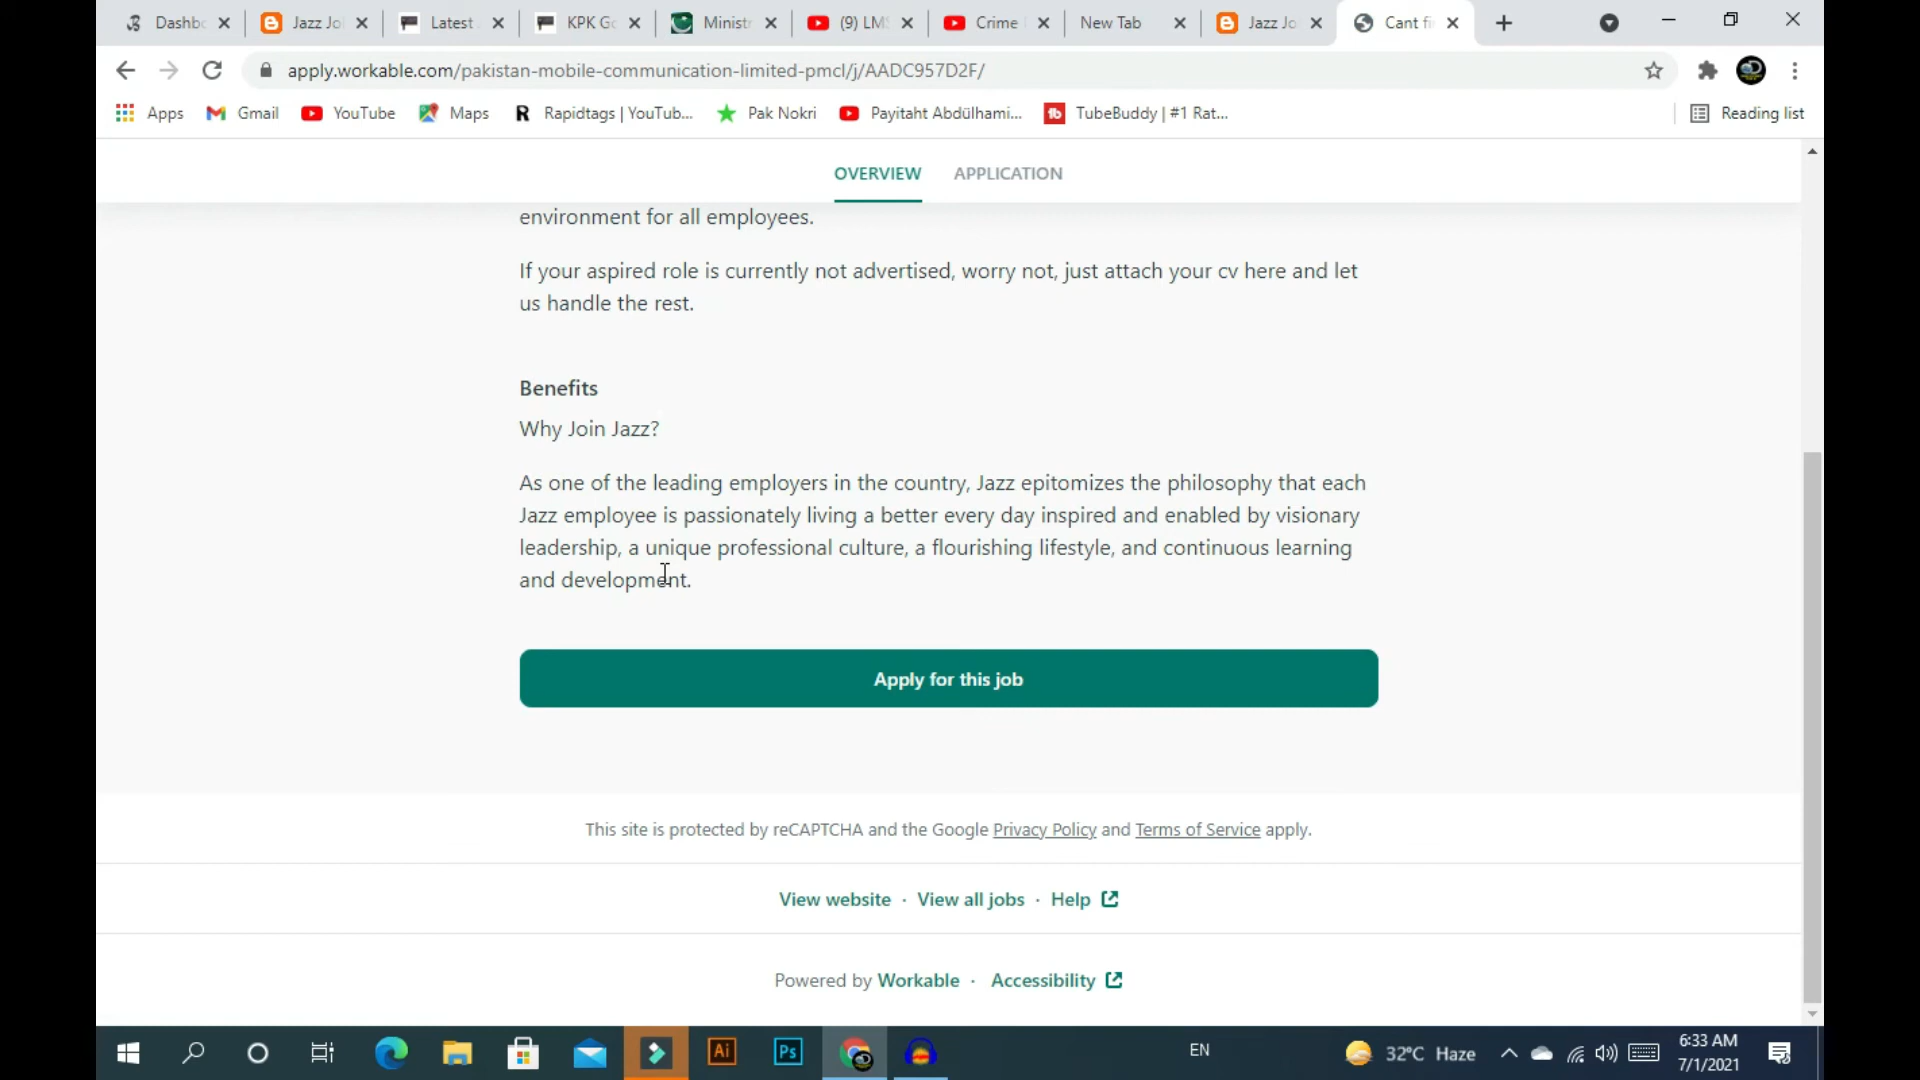 Dashbo
Jazz Jol
Latest
KPK Go
Minist
(9) LM
Crime
New Tab
Jazz Jo
Cant fi
apply.workable.com/pakistan-mobile-communication-limited-pmcl/j/AADC957D2F/
Apps
Gmail
YouTube
Maps
R
Rapidtags | YouTub...
Pak Nokri
Payitaht Abdülhami...
tb
TubeBuddy | #1 Rat...
Reading list
OVERVIEW
APPLICATION
environment for all employees.
If your aspired role is currently not advertised, worry not, just attach your cv here and let
us handle the rest.
Benefits
Why Join Jazz?
As one of the leading employers in the country, Jazz epitomizes the philosophy that each
Jazz employee is passionately living a better every day inspired and enabled by visionary
leadership, a unique professional culture, a flourishing lifestyle, and continuous learning
and development.
Apply for this job
This site is protected by reCAPTCHA and the Google Privacy Policy and Terms of Service apply.
View website · View all jobs · Help
Powered by Workable · Accessibility
Ai
Ps
EN
32°C Haze
6:33 AM
7/1/2021